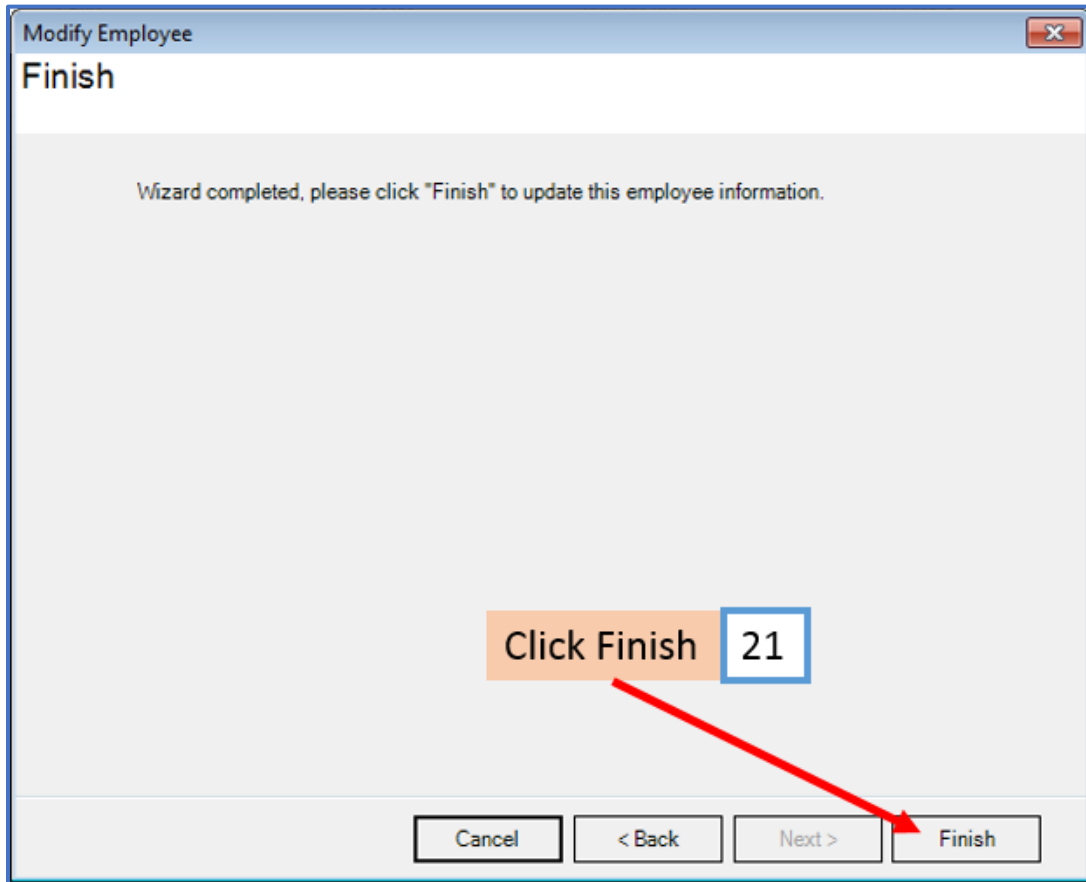 Modify Employee
Finish
Wizard completed, please click "Finish" to update this employee information.
Click Finish 21
Cancel < Back Next > Finish